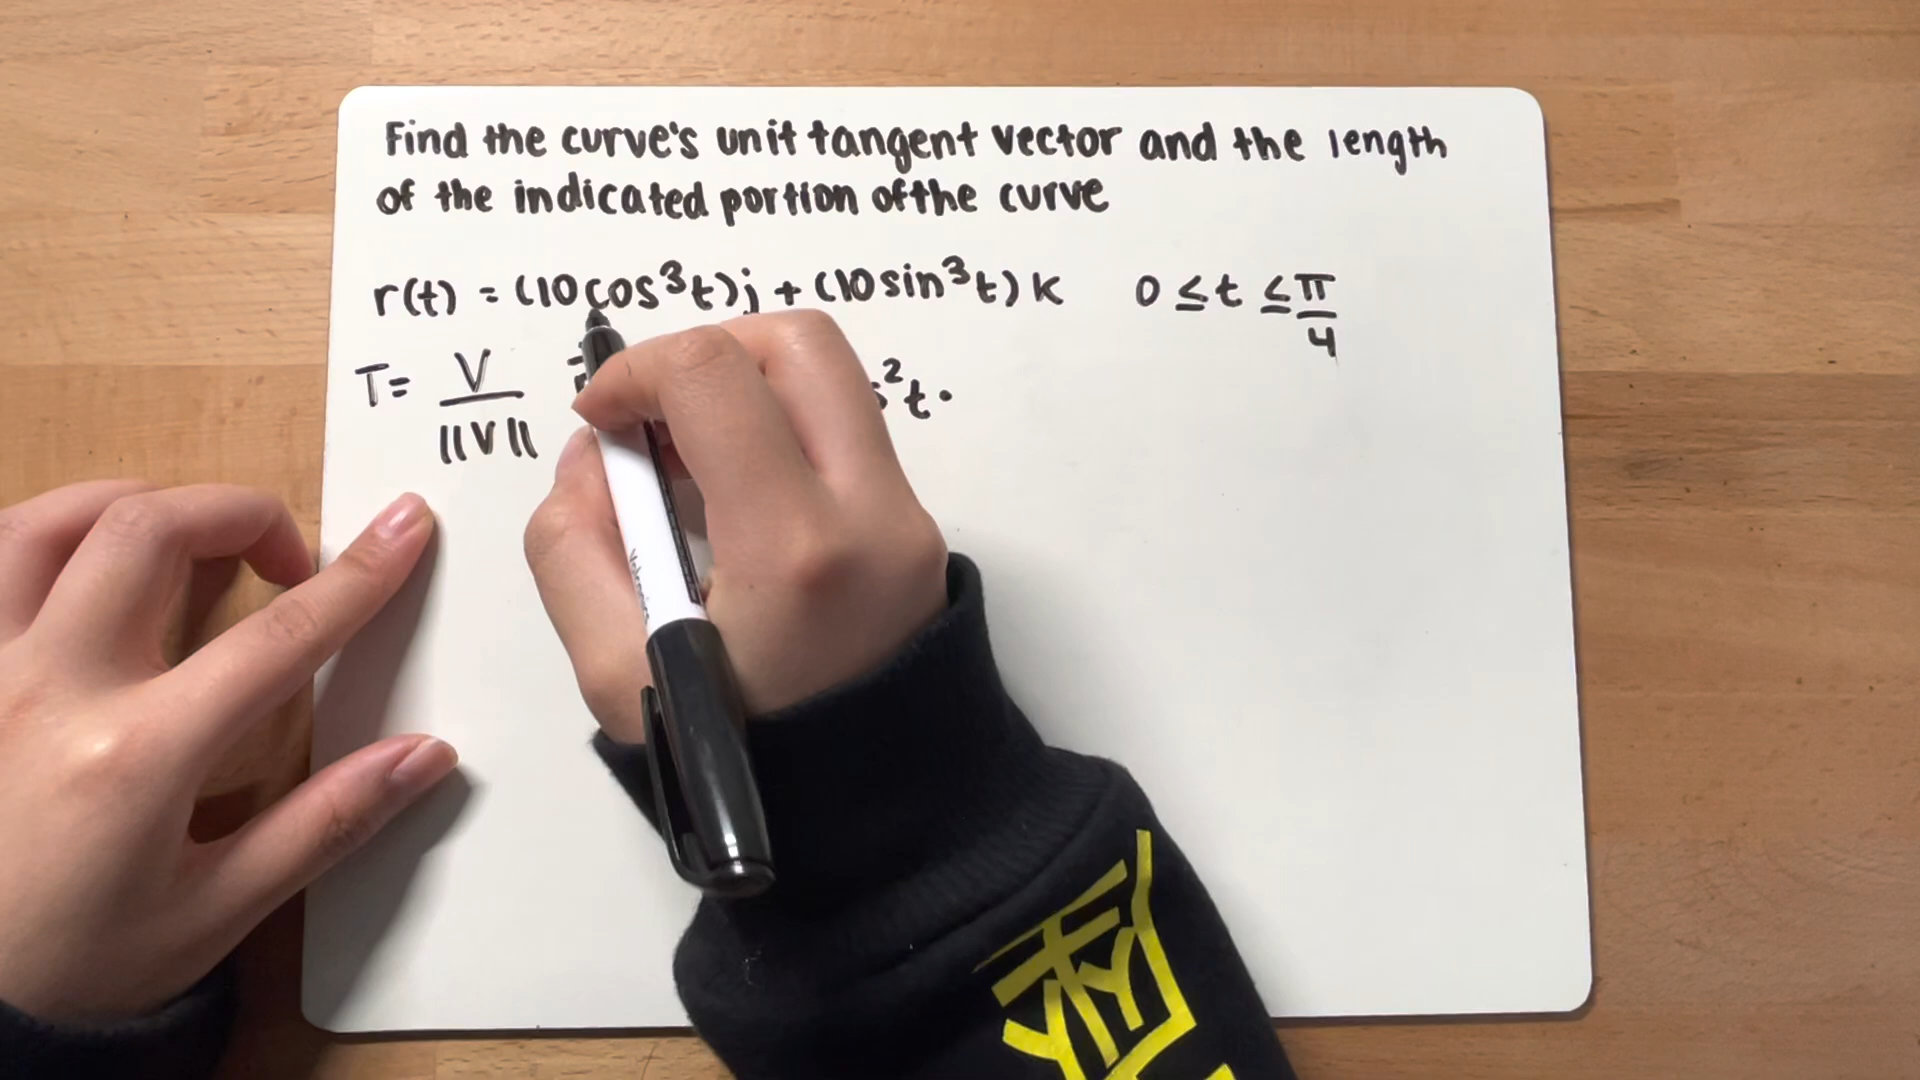 Find the curve's unit tangent vector and the length
of the indicated portion of the curve
r(t) = (10cos³t)j + (10sin³t)k 0 ≤ t ≤ π/4
T= V/||V|| ²t·